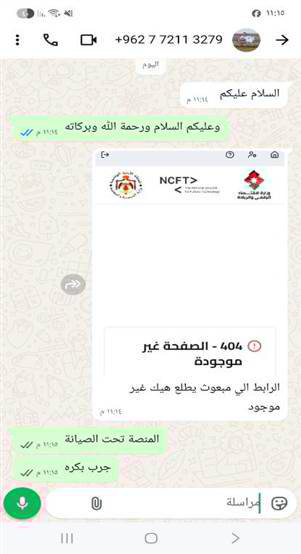 ١١:١٥
+962 7 7211 3279
اليوم
السلام عليكم
١١:١٤ م
وعليكم السلام ورحمة الله وبركاته
١١:١٤ م
NCFT>
<
وزارة الاقتصاد
الرقمي والريادة
404 - الصفحة غير
موجودة
الرابط الي مبعوث يطلع هيك غير
موجود
١١:١٤ م
المنصة تحت الصيانة
١١:١٥ م
جرب بكره
١١:١٥ م
مراسلة